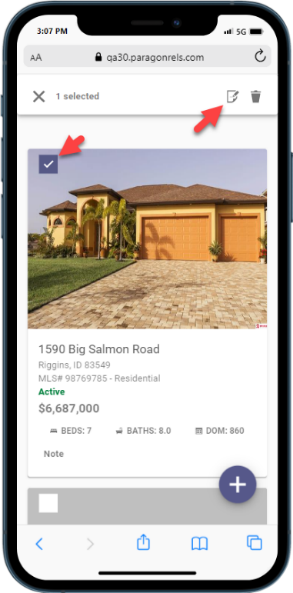 3:07 PM 5G
AA qa30.paragonrels.com
1 selected
1590 Big Salmon Road
Riggins, ID 83549
MLS# 98769785 - Residential
Active
$6,687,000
BEDS: 7 BATHS: 8.0 DOM: 860
Note